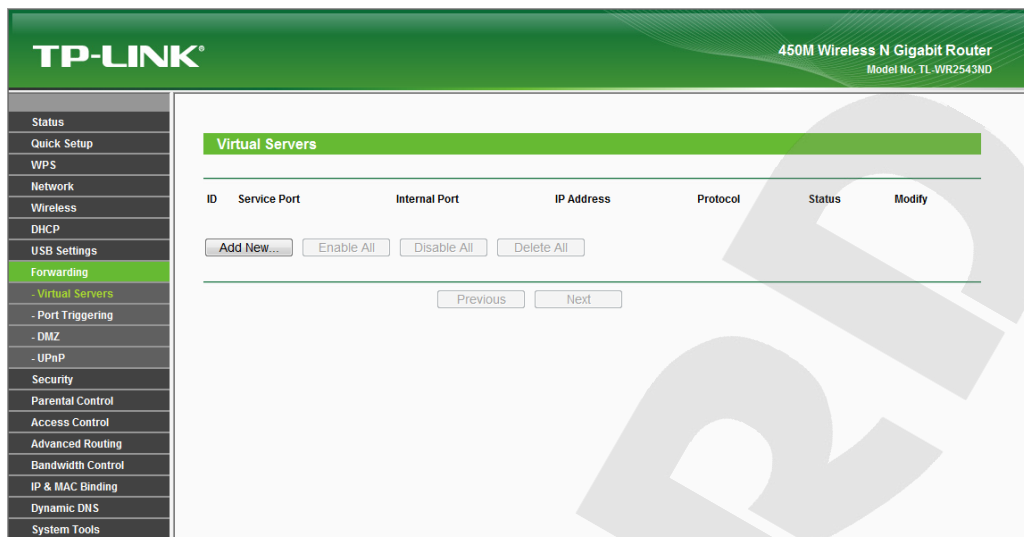 TP-LINK®
450M Wireless N Gigabit Router
Model No. TL-WR2543ND
Status
Quick Setup
WPS
Network
Wireless
DHCP
USB Settings
Forwarding
- Virtual Servers
- Port Triggering
- DMZ
- UPnP
Security
Parental Control
Access Control
Advanced Routing
Bandwidth Control
IP & MAC Binding
Dynamic DNS
System Tools
Virtual Servers
ID Service Port Internal Port IP Address Protocol Status Modify
Add New... Enable All Disable All Delete All
Previous Next